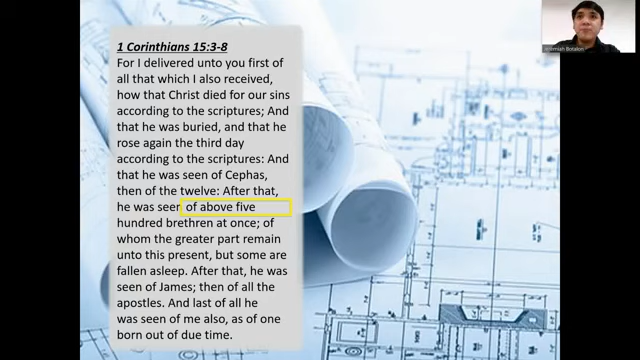 1 Corinthians 15:3-8
For I delivered unto you first of
all that which I also received,
how that Christ died for our sins
according to the scriptures; And
that he was buried, and that he
rose again the third day
according to the scriptures: And
that he was seen of Cephas,
then of the twelve: After that,
he was seen of above five
hundred brethren at once; of
whom the greater part remain
unto this present, but some are
fallen asleep. After that, he was
seen of James; then of all the
apostles. And last of all he
was seen of me also, as of one
born out of due time.